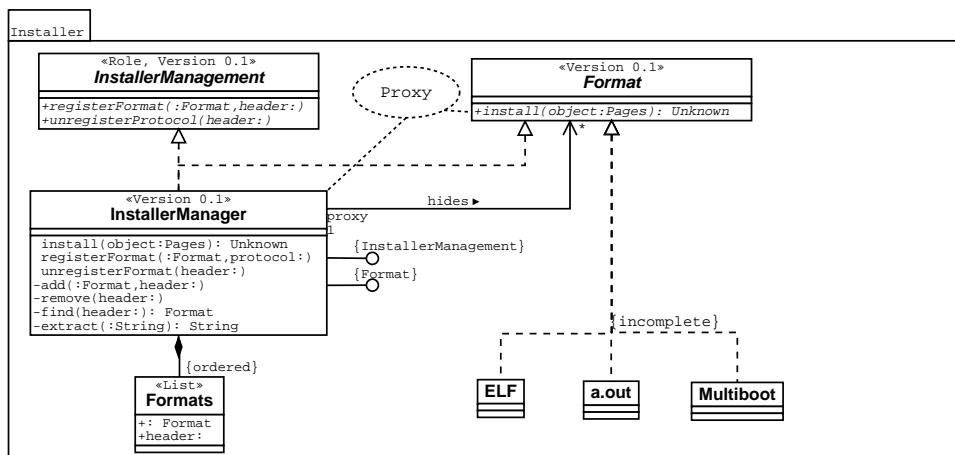 Installer
«Role, Version 0.1»
InstallerManagement
+registerFormat(:Format,header:)
+unregisterProtocol(header:)
Proxy
«Version 0.1»
Format
+install(object:Pages): Unknown
*
«Version 0.1»
InstallerManager
install(object:Pages): Unknown
registerFormat(:Format,protocol:)
unregisterFormat(header:)
-add(:Format,header:)
-remove(header:)
-find(header:): Format
-extract(:String): String
hides ►
proxy
1
{InstallerManagement}
{Format}
{incomplete}
{ordered}
«List»
Formats
+: Format
+header:
ELF
a.out
Multiboot